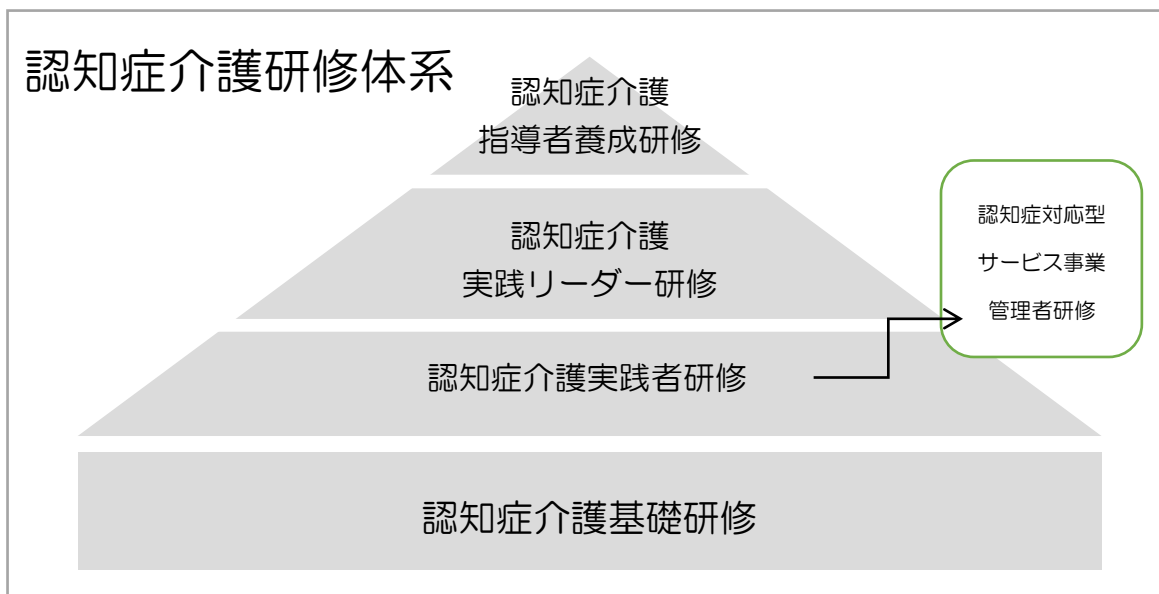 認知症介護研修体系
認知症介護
指導者養成研修
認知症介護
実践リーダー研修
認知症対応型
サービス事業
管理者研修
認知症介護実践者研修
認知症介護基礎研修